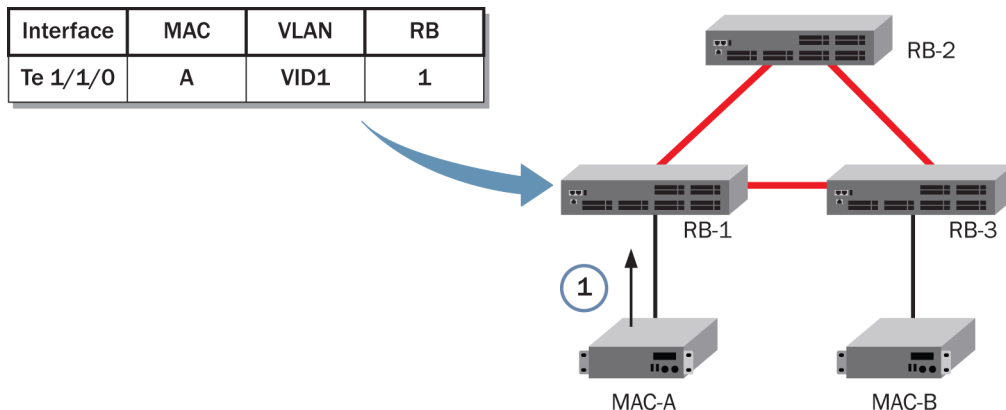 Interface MAC VLAN RB
Te 1/1/0 A VID1 1
RB-2
RB-1
RB-3
1
MAC-A
MAC-B